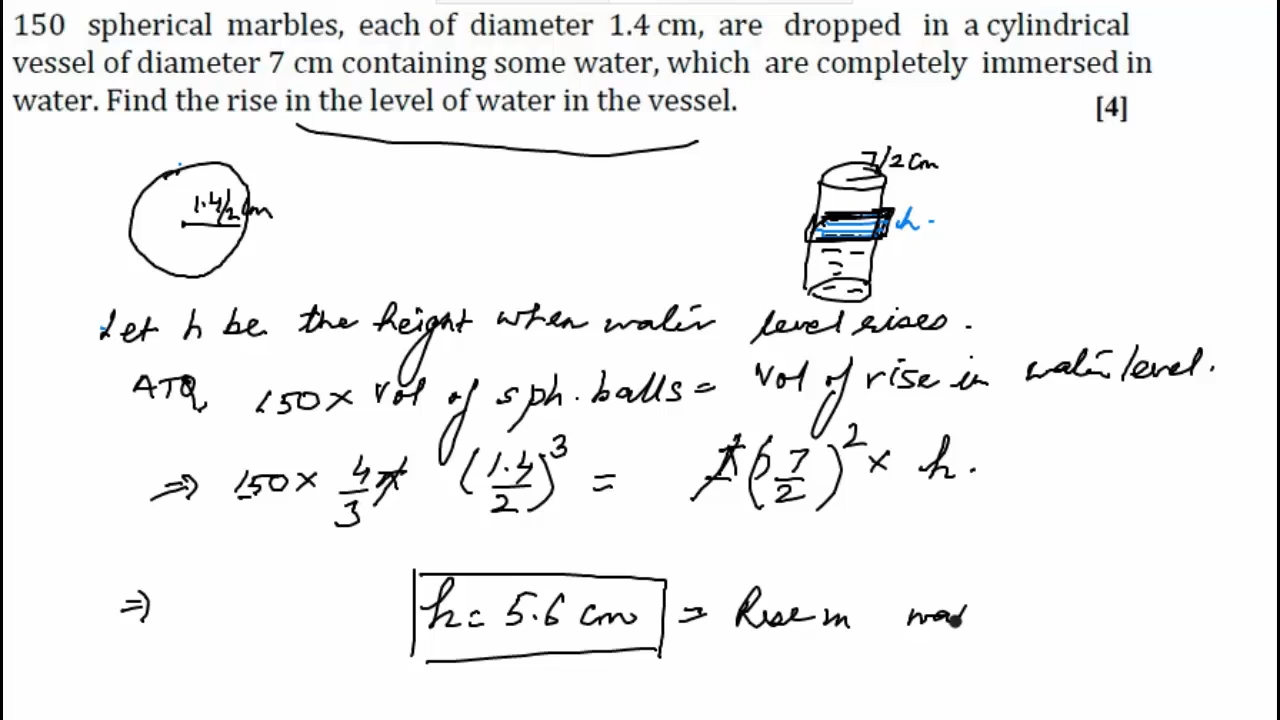 150 spherical marbles, each of diameter 1.4 cm, are dropped in a cylindrical
vessel of diameter 7 cm containing some water, which are completely immersed in
water. Find the rise in the level of water in the vessel. [4]
7/2 cm
1.4/2 cm
h.
Let h be the height when water level rises.
ATQ 150 × Vol of sph. balls = Vol of rise in water level.
⇒ 150 × 4/3 π (1.4/2)³ = π (7/2)² × h.
⇒ h = 5.6 cm ⇒ Rise in wa